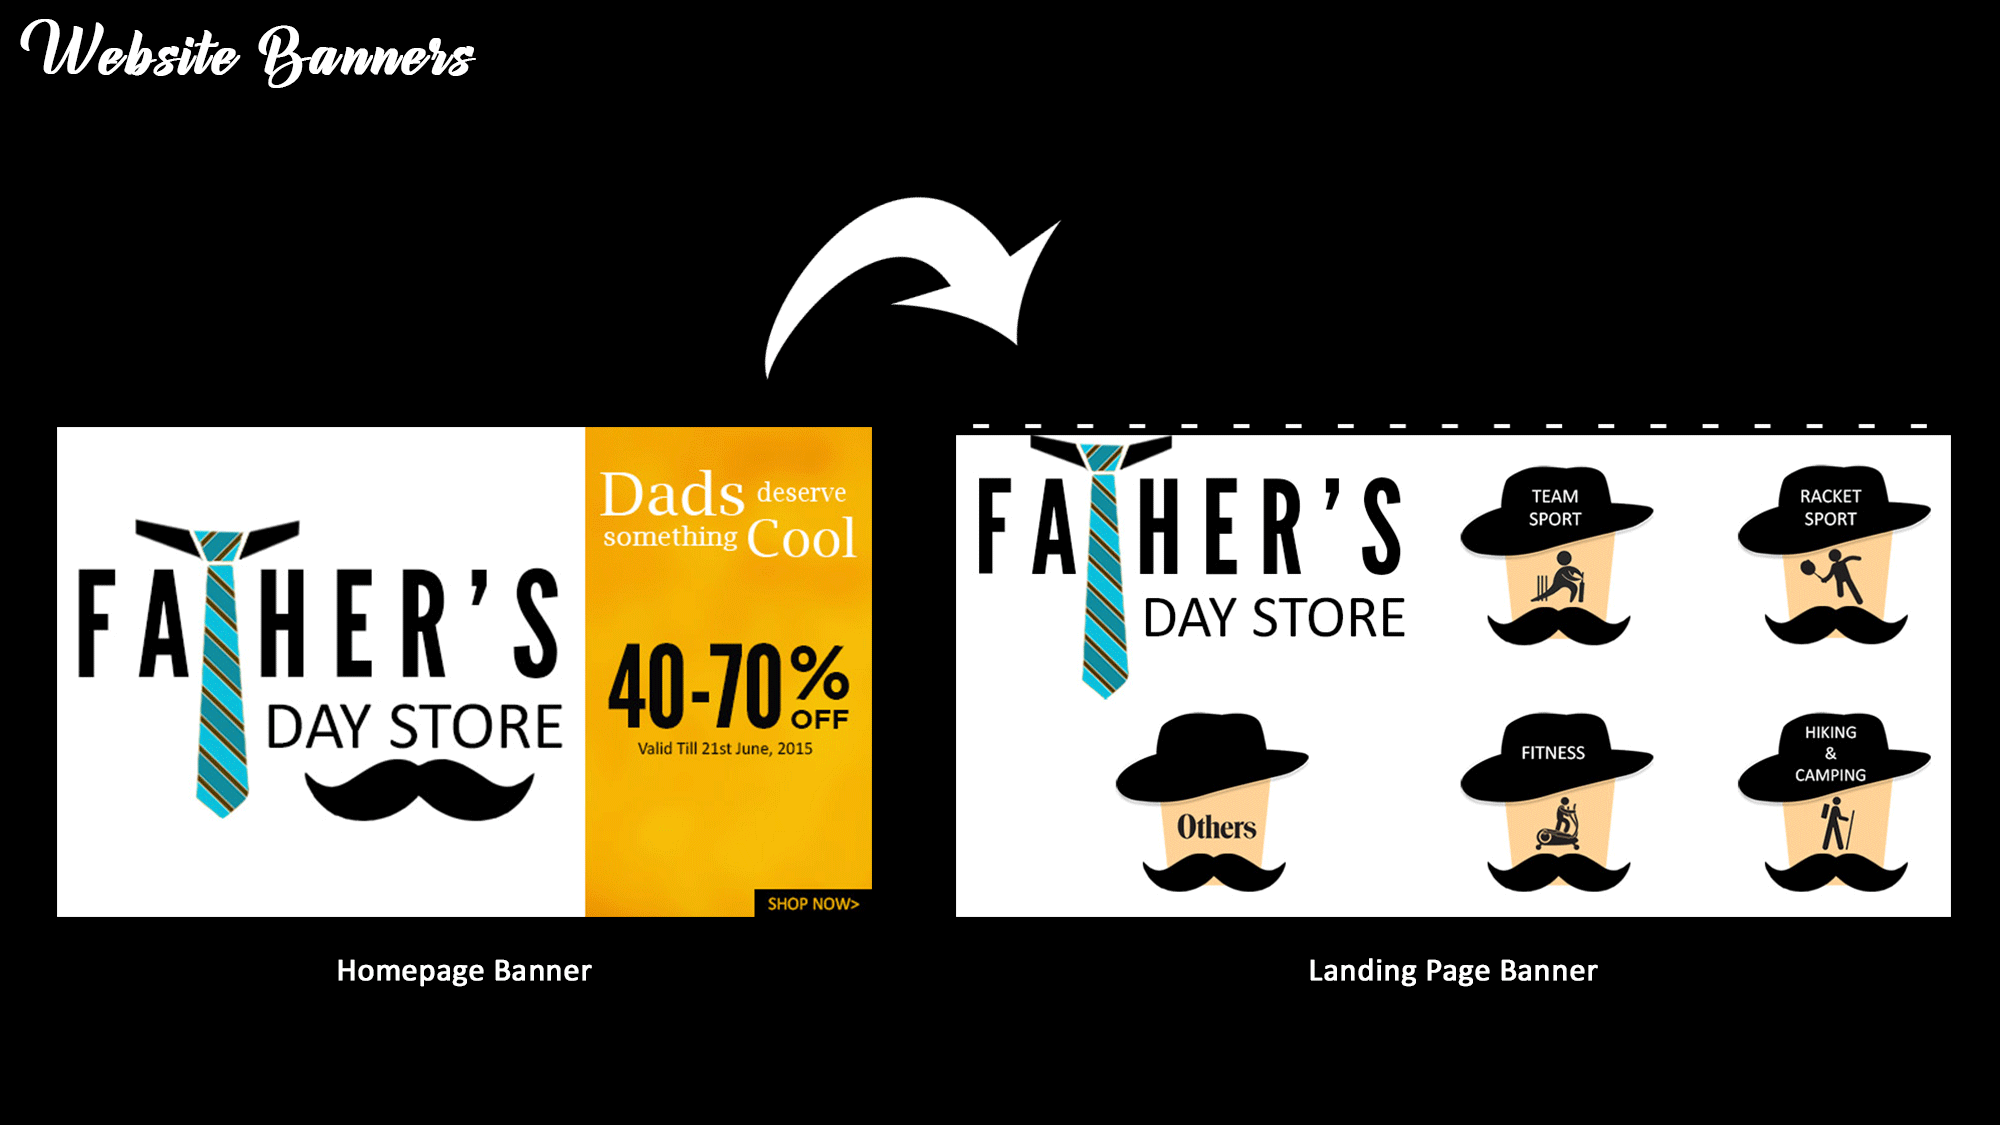 Website Banners
FATHER'S
DAY STORE
Dads deserve
something Cool
40-70%
OFF
Valid Till 21st June, 2015
SHOP NOW>
Homepage Banner
FATHER'S
DAY STORE
TEAM
SPORT
RACKET
SPORT
Others
FITNESS
HIKING
&
CAMPING
Landing Page Banner